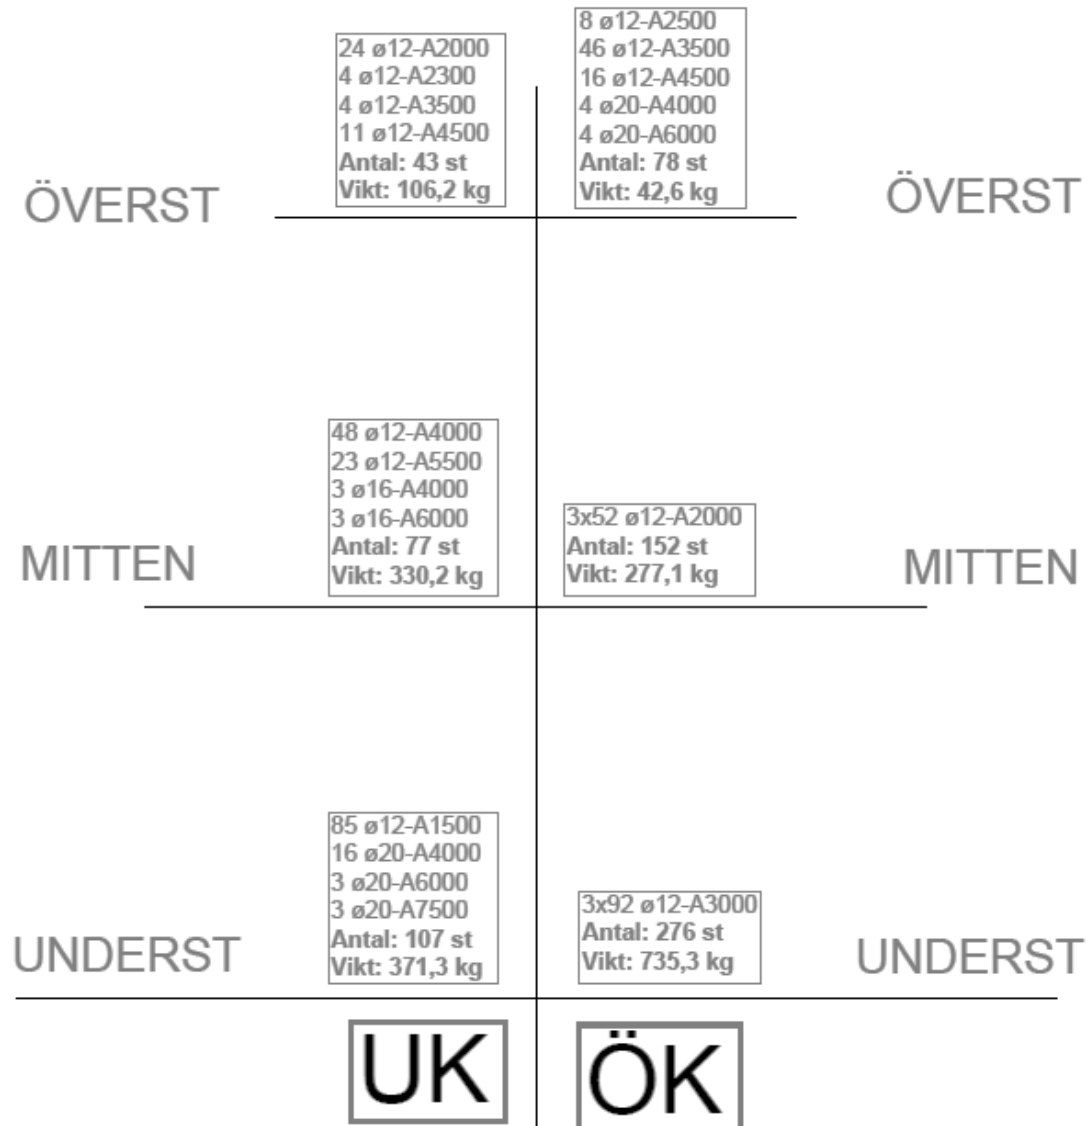 24 ø12-A2000
4 ø12-A2300
4 ø12-A3500
11 ø12-A4500
Antal: 43 st
Vikt: 106,2 kg
8 ø12-A2500
46 ø12-A3500
16 ø12-A4500
4 ø20-A4000
4 ø20-A6000
Antal: 78 st
Vikt: 42,6 kg
ÖVERST
ÖVERST
48 ø12-A4000
23 ø12-A5500
3 ø16-A4000
3 ø16-A6000
Antal: 77 st
Vikt: 330,2 kg
3x52 ø12-A2000
Antal: 152 st
Vikt: 277,1 kg
MITTEN
MITTEN
85 ø12-A1500
16 ø20-A4000
3 ø20-A6000
3 ø20-A7500
Antal: 107 st
Vikt: 371,3 kg
3x92 ø12-A3000
Antal: 276 st
Vikt: 735,3 kg
UNDERST
UNDERST
UK
ÖK